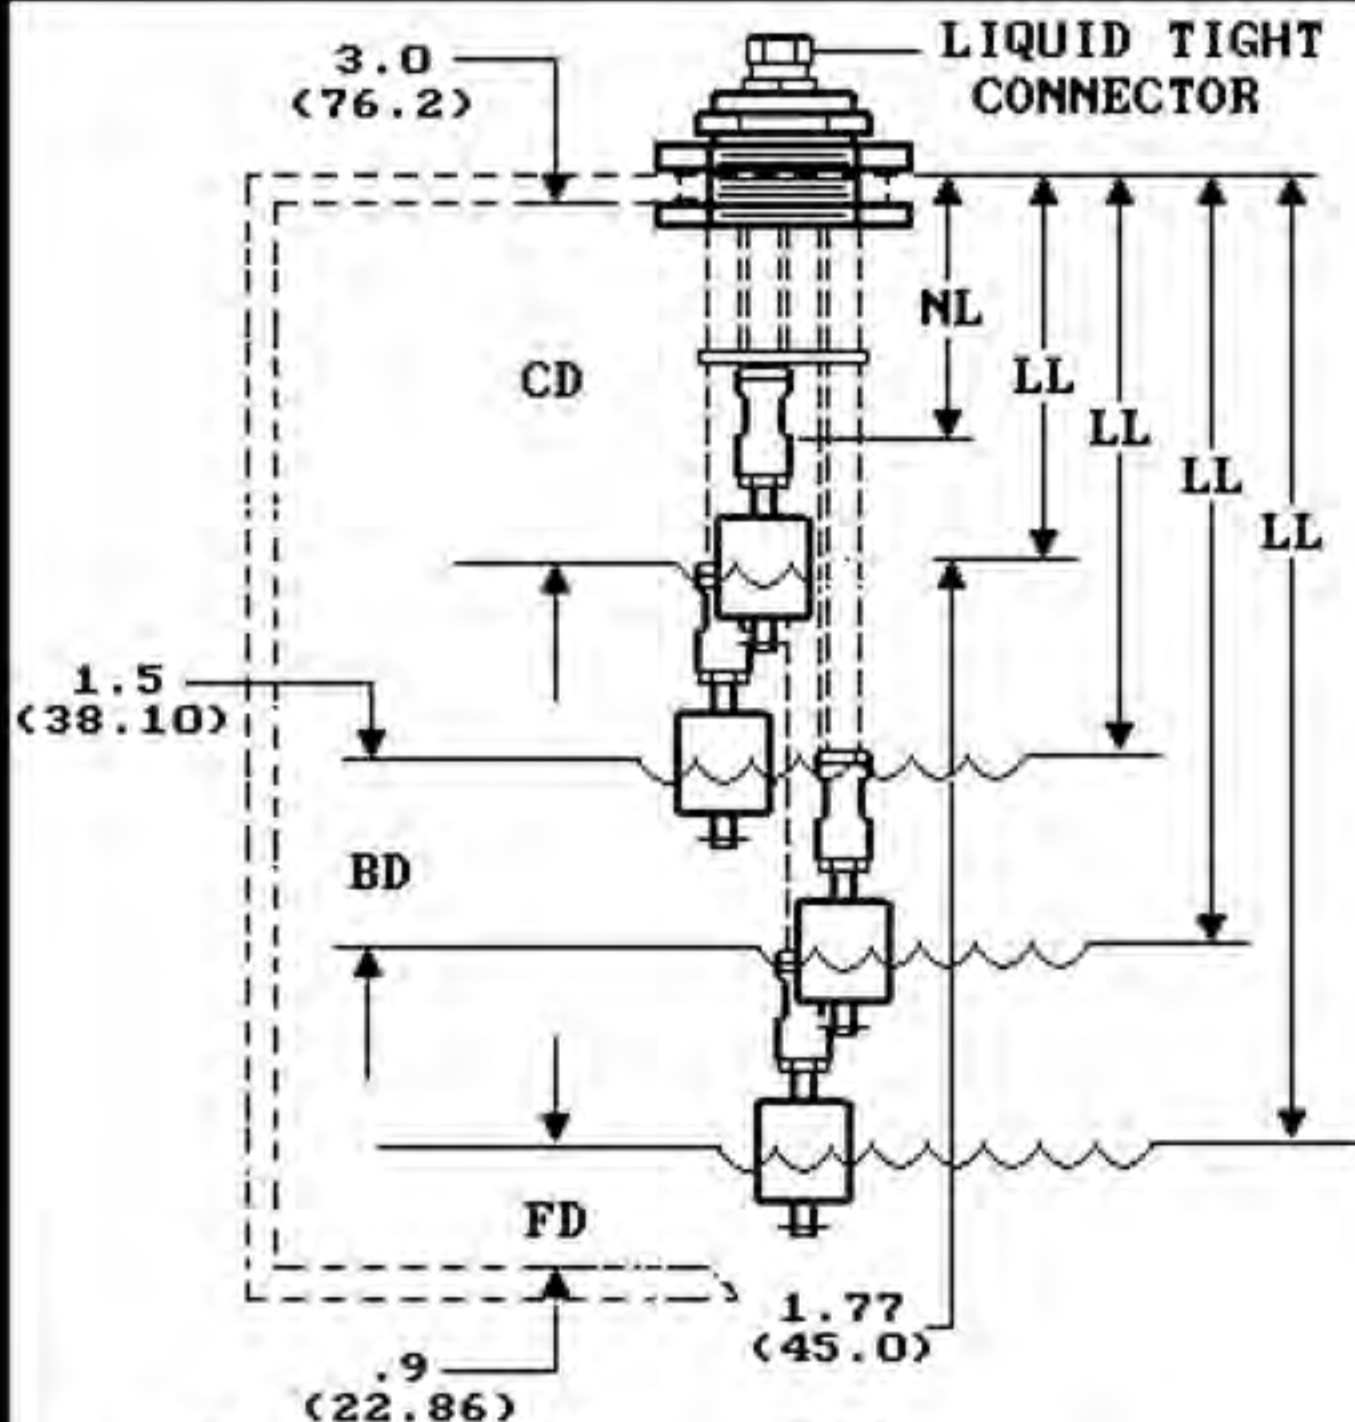 3.0
(76.2)
LIQUID TIGHT
CONNECTOR
NL
CD
LL
LL
LL
LL
1.5
(38.10)
BD
FD
1.77
(45.0)
.9
(22.86)